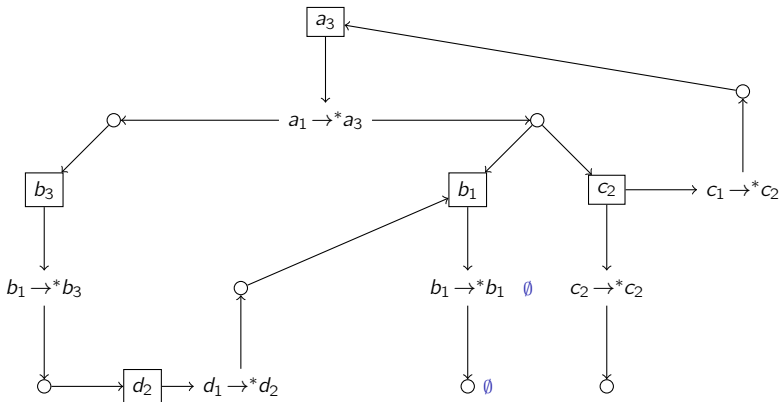 a₃
a₁ →* a₃
b₃
b₁
c₂
c₁ →* c₂
b₁ →* b₃
b₁ →* b₁ ∅
c₂ →* c₂
d₂
d₁ →* d₂
∅